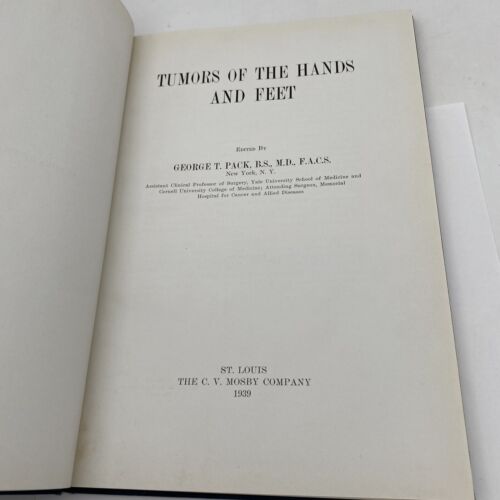 TUMORS OF THE HANDS
AND FEET
EDITED BY
GEORGE T. PACK, B.S., M.D., F.A.C.S.
New York, N. Y.
Assistant Clinical Professor of Surgery, Yale University School of Medicine and
Cornell University College of Medicine; Attending Surgeon, Memorial
Hospital for Cancer and Allied Diseases
ST. LOUIS
THE C. V. MOSBY COMPANY
1939